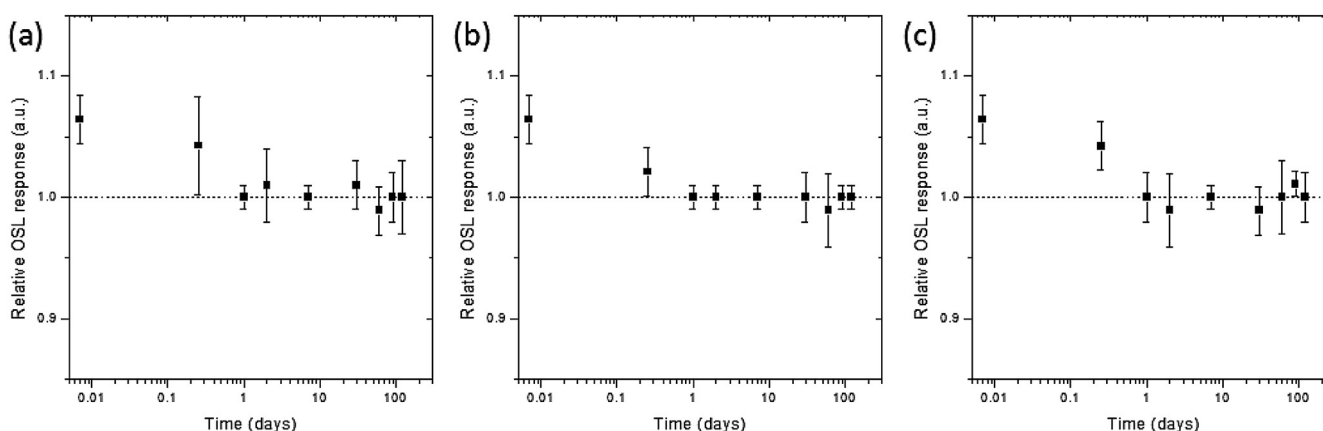 (a)
Relative OSL response (a.u.)
1.1
1.0
0.9
0.01 0.1 1 10 100
Time (days)
(b)
Relative OSL response (a.u.)
1.1
1.0
0.9
0.01 0.1 1 10 100
Time (days)
(c)
Relative OSL response (a.u.)
1.1
1.0
0.9
0.01 0.1 1 10 100
Time (days)